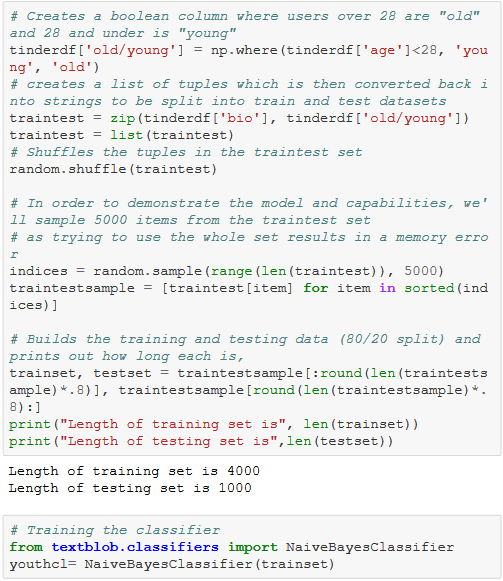 # Creates a boolean column where users over 28 are "old"
and 28 and under is "young"
tinderdf['old/young'] = np.where(tinderdf['age']<28, 'you
ng', 'old')
# creates a list of tuples which is then converted back i
nto strings to be split into train and test datasets
traintest = zip(tinderdf['bio'], tinderdf['old/young'])
traintest = list(traintest)
# Shuffles the tuples in the traintest set
random.shuffle(traintest)
# In order to demonstrate the model and capabilities, we'
ll sample 5000 items from the traintest set
# as trying to use the whole set results in a memory erro
r
indices = random.sample(range(len(traintest)), 5000)
traintestsample = [traintest[item] for item in sorted(ind
ices)]
# Builds the training and testing data (80/20 split) and
prints out how long each is,
trainset, testset = traintestsample[:round(len(traintests
ample)*.8)], traintestsample[round(len(traintestsample)*.
8):]
print("Length of training set is", len(trainset))
print("Length of testing set is",len(testset))
Length of training set is 4000
Length of testing set is 1000
# Training the classifier
from textblob.classifiers import NaiveBayesClassifier
youthcl= NaiveBayesClassifier(trainset)